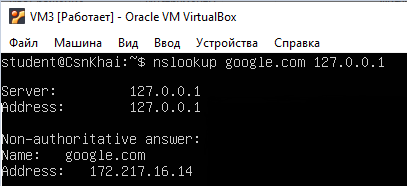 VM3 [Работает] - Oracle VM VirtualBox
Файл Машина Вид Ввод Устройства Справка
student@CsnKhai:~$ nslookup google.com 127.0.0.1
Server: 127.0.0.1
Address: 127.0.0.1
Non-authoritative answer:
Name: google.com
Address: 172.217.16.14